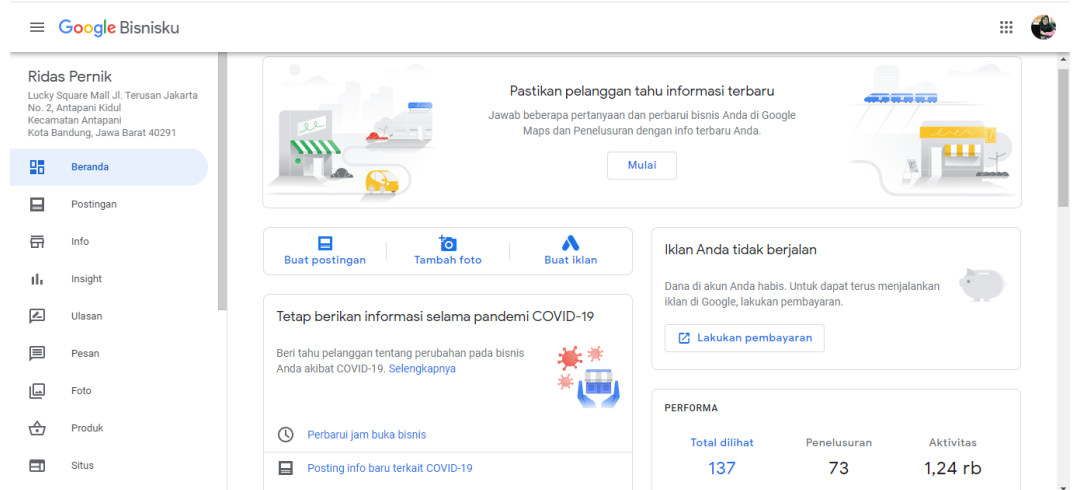 Google Bisnisku
Ridas Pernik
Lucky Square Mall Jl. Terusan Jakarta
No. 2, Antapani Kidul
Kecamatan Antapani
Kota Bandung, Jawa Barat 40291
Beranda
Postingan
Info
Insight
Ulasan
Pesan
Foto
Produk
Situs
Pastikan pelanggan tahu informasi terbaru
Jawab beberapa pertanyaan dan perbarui bisnis Anda di Google
Maps dan Penelusuran dengan info terbaru Anda.
Mulai
Buat postingan
Tambah foto
Buat iklan
Tetap berikan informasi selama pandemi COVID-19
Beri tahu pelanggan tentang perubahan pada bisnis
Anda akibat COVID-19. Selengkapnya
Perbarui jam buka bisnis
Posting info baru terkait COVID-19
Iklan Anda tidak berjalan
Dana di akun Anda habis. Untuk dapat terus menjalankan
iklan di Google, lakukan pembayaran.
Lakukan pembayaran
PERFORMA
Total dilihat Penelusuran Aktivitas
137 73 1,24 rb